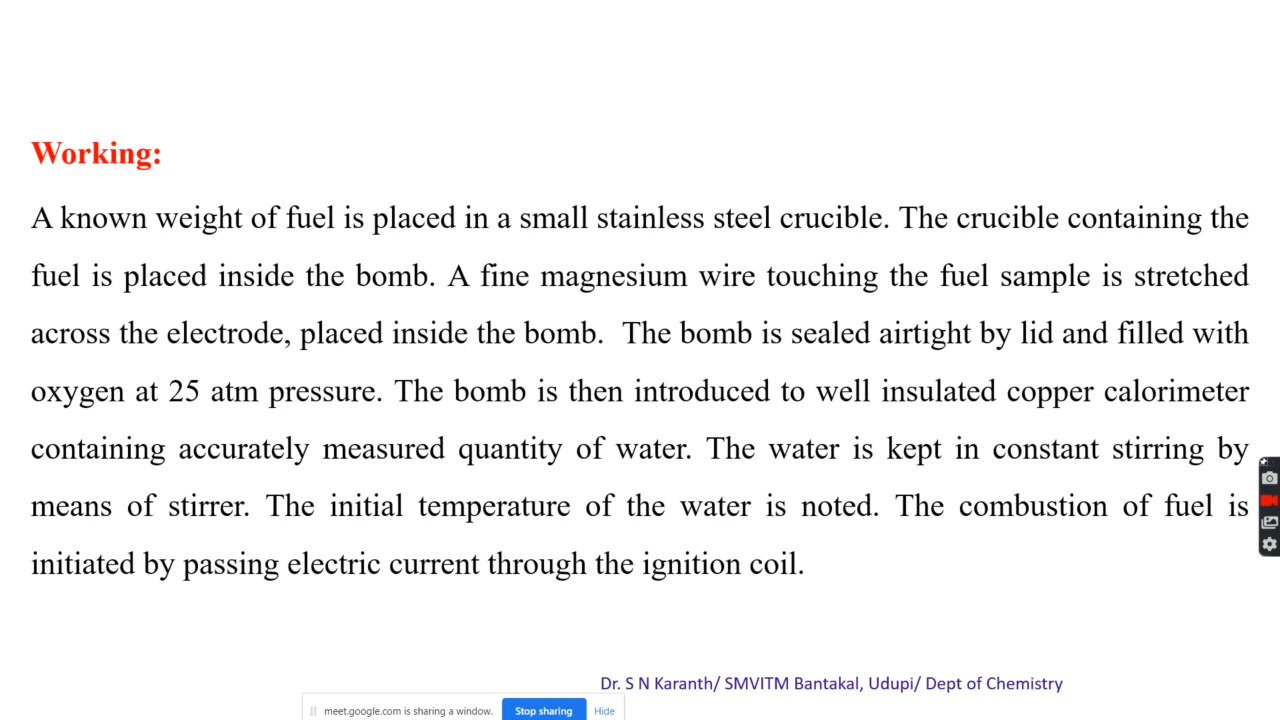 Working:
A known weight of fuel is placed in a small stainless steel crucible. The crucible containing the
fuel is placed inside the bomb. A fine magnesium wire touching the fuel sample is stretched
across the electrode, placed inside the bomb.  The bomb is sealed airtight by lid and filled with
oxygen at 25 atm pressure. The bomb is then introduced to well insulated copper calorimeter
containing accurately measured quantity of water. The water is kept in constant stirring by
means of stirrer. The initial temperature of the water is noted. The combustion of fuel is
initiated by passing electric current through the ignition coil.
Dr. S N Karanth/ SMVITM Bantakal, Udupi/ Dept of Chemistry
meet.google.com is sharing a window. Stop sharing Hide